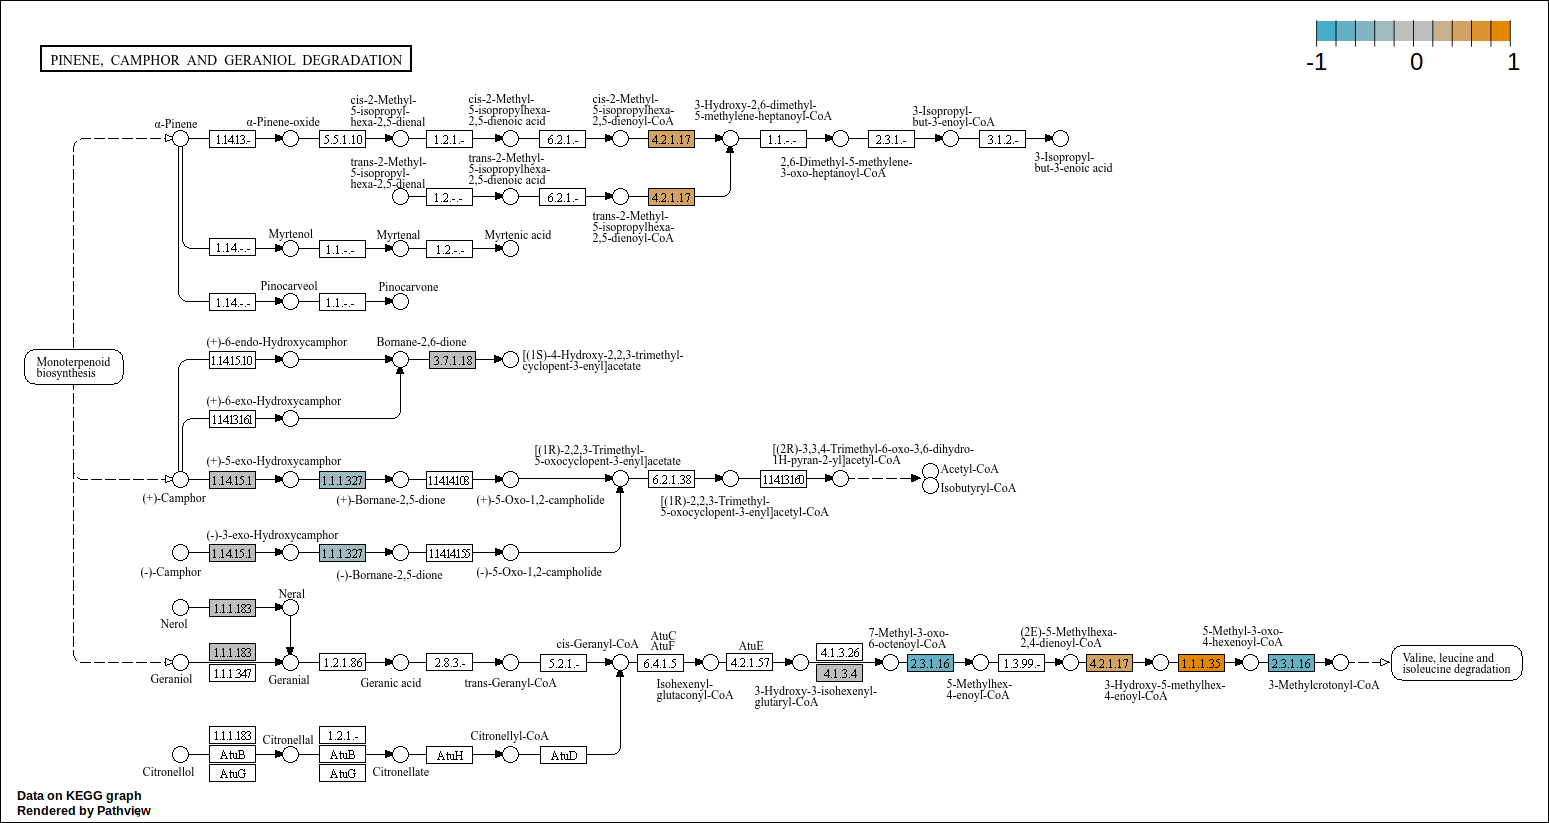 PINENE, CAMPHOR AND GERANIOL DEGRADATION
-1 0 1
α-Pinene
α-Pinene-oxide
cis-2-Methyl-
5-isopropyl-
hexa-2,5-dienal
cis-2-Methyl-
5-isopropylhexa-
2,5-dienoic acid
cis-2-Methyl-
5-isopropylhexa-
2,5-dienoyl-CoA
3-Hydroxy-2,6-dimethyl-
5-methylene-heptanoyl-CoA
3-Isopropyl-
but-3-enoyl-CoA
1.14.13.- 5.5.1.10 1.2.1.- 6.2.1.- 4.2.1.17 1.1.-.- 2.3.1.- 3.1.2.-
2,6-Dimethyl-5-methylene-
3-oxo-heptanoyl-CoA
3-Isopropyl-
but-3-enoic acid
trans-2-Methyl-
5-isopropyl-
hexa-2,5-dienal
trans-2-Methyl-
5-isopropylhexa-
2,5-dienoic acid
1.2.-.- 6.2.1.- 4.2.1.17
trans-2-Methyl-
5-isopropylhexa-
2,5-dienoyl-CoA
Myrtenol Myrtenal Myrtenic acid
1.14.-.- 1.1.-.- 1.2.-.-
Pinocarveol Pinocarvone
1.14.-.- 1.1.-.-
Monoterpenoid
biosynthesis
(+)-6-endo-Hydroxycamphor Bornane-2,6-dione
1.14.15.10 3.7.1.18
[(1S)-4-Hydroxy-2,2,3-trimethyl-
cyclopent-3-enyl]acetate
(+)-6-exo-Hydroxycamphor
1.14.13.161
(+)-5-exo-Hydroxycamphor
[(1R)-2,2,3-Trimethyl-
5-oxocyclopent-3-enyl]acetate
[(2R)-3,3,4-Trimethyl-6-oxo-3,6-dihydro-
1H-pyran-2-yl]acetyl-CoA
1.14.15.1 1.1.1.327 1.14.14.108 6.2.1.38 1.14.13.160
Acetyl-CoA
Isobutyryl-CoA
(+)-Camphor (+)-Bornane-2,5-dione (+)-5-Oxo-1,2-campholide
[(1R)-2,2,3-Trimethyl-
5-oxocyclopent-3-enyl]acetyl-CoA
(-)-3-exo-Hydroxycamphor
1.14.15.1 1.1.1.327 1.14.14.155
(-)-Camphor (-)-Bornane-2,5-dione (-)-5-Oxo-1,2-campholide
Neral
1.1.1.183
Nerol
1.1.1.183
1.1.1.347
Geraniol
Geranial
1.2.1.86
Geranic acid
2.8.3.-
trans-Geranyl-CoA
5.2.1.-
cis-Geranyl-CoA
AtuC
AtuF
6.4.1.5
Isohexenyl-
glutaconyl-CoA
AtuE
4.2.1.57
3-Hydroxy-3-isohexenyl-
glutaryl-CoA
4.1.3.26
4.1.3.4
7-Methyl-3-oxo-
6-octenoyl-CoA
2.3.1.16
5-Methylhex-
4-enoyl-CoA
1.3.99.-
(2E)-5-Methylhexa-
2,4-dienoyl-CoA
4.2.1.17
3-Hydroxy-5-methylhex-
4-enoyl-CoA
1.1.1.35
5-Methyl-3-oxo-
4-hexenoyl-CoA
2.3.1.16
3-Methylcrotonyl-CoA
Valine, leucine and
isoleucine degradation
1.1.1.183 1.2.1.-
Citronellal
Citronellyl-CoA
AtuB AtuB AtuH AtuD
Citronellol
AtuG AtuG
Citronellate
Data on KEGG graph
Rendered by Pathview